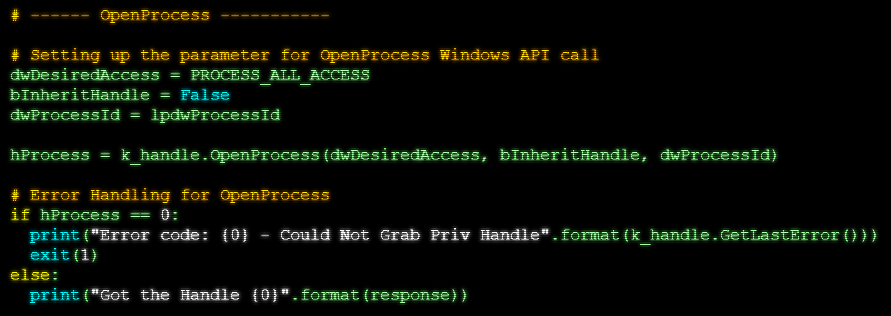 # ------ OpenProcess -----------
# Setting up the parameter for OpenProcess Windows API call
dwDesiredAccess = PROCESS_ALL_ACCESS
bInheritHandle = False
dwProcessId = lpdwProcessId
hProcess = k_handle.OpenProcess(dwDesiredAccess, bInheritHandle, dwProcessId)
# Error Handling for OpenProcess
if hProcess == 0:
  print("Error code: {0} - Could Not Grab Priv Handle".format(k_handle.GetLastError()))
  exit(1)
else:
  print("Got the Handle {0}".format(response))